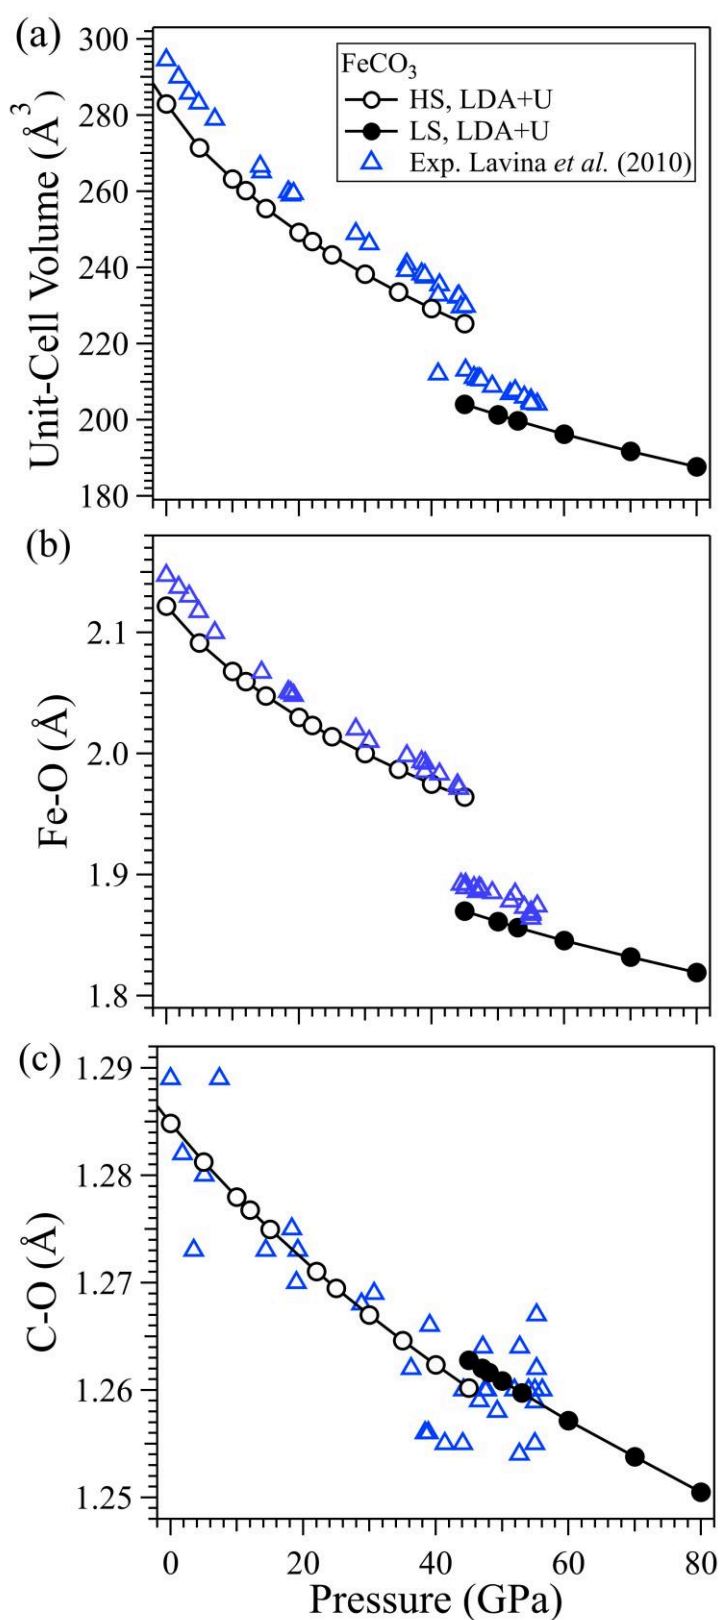 (a)
Unit-Cell Volume (Å³)
300
280
260
240
220
200
180
FeCO₃
HS, LDA+U
LS, LDA+U
Exp. Lavina et al. (2010)
(b)
Fe-O (Å)
2.1
2.0
1.9
1.8
(c)
C-O (Å)
1.29
1.28
1.27
1.26
1.25
0 20 40 60 80
Pressure (GPa)